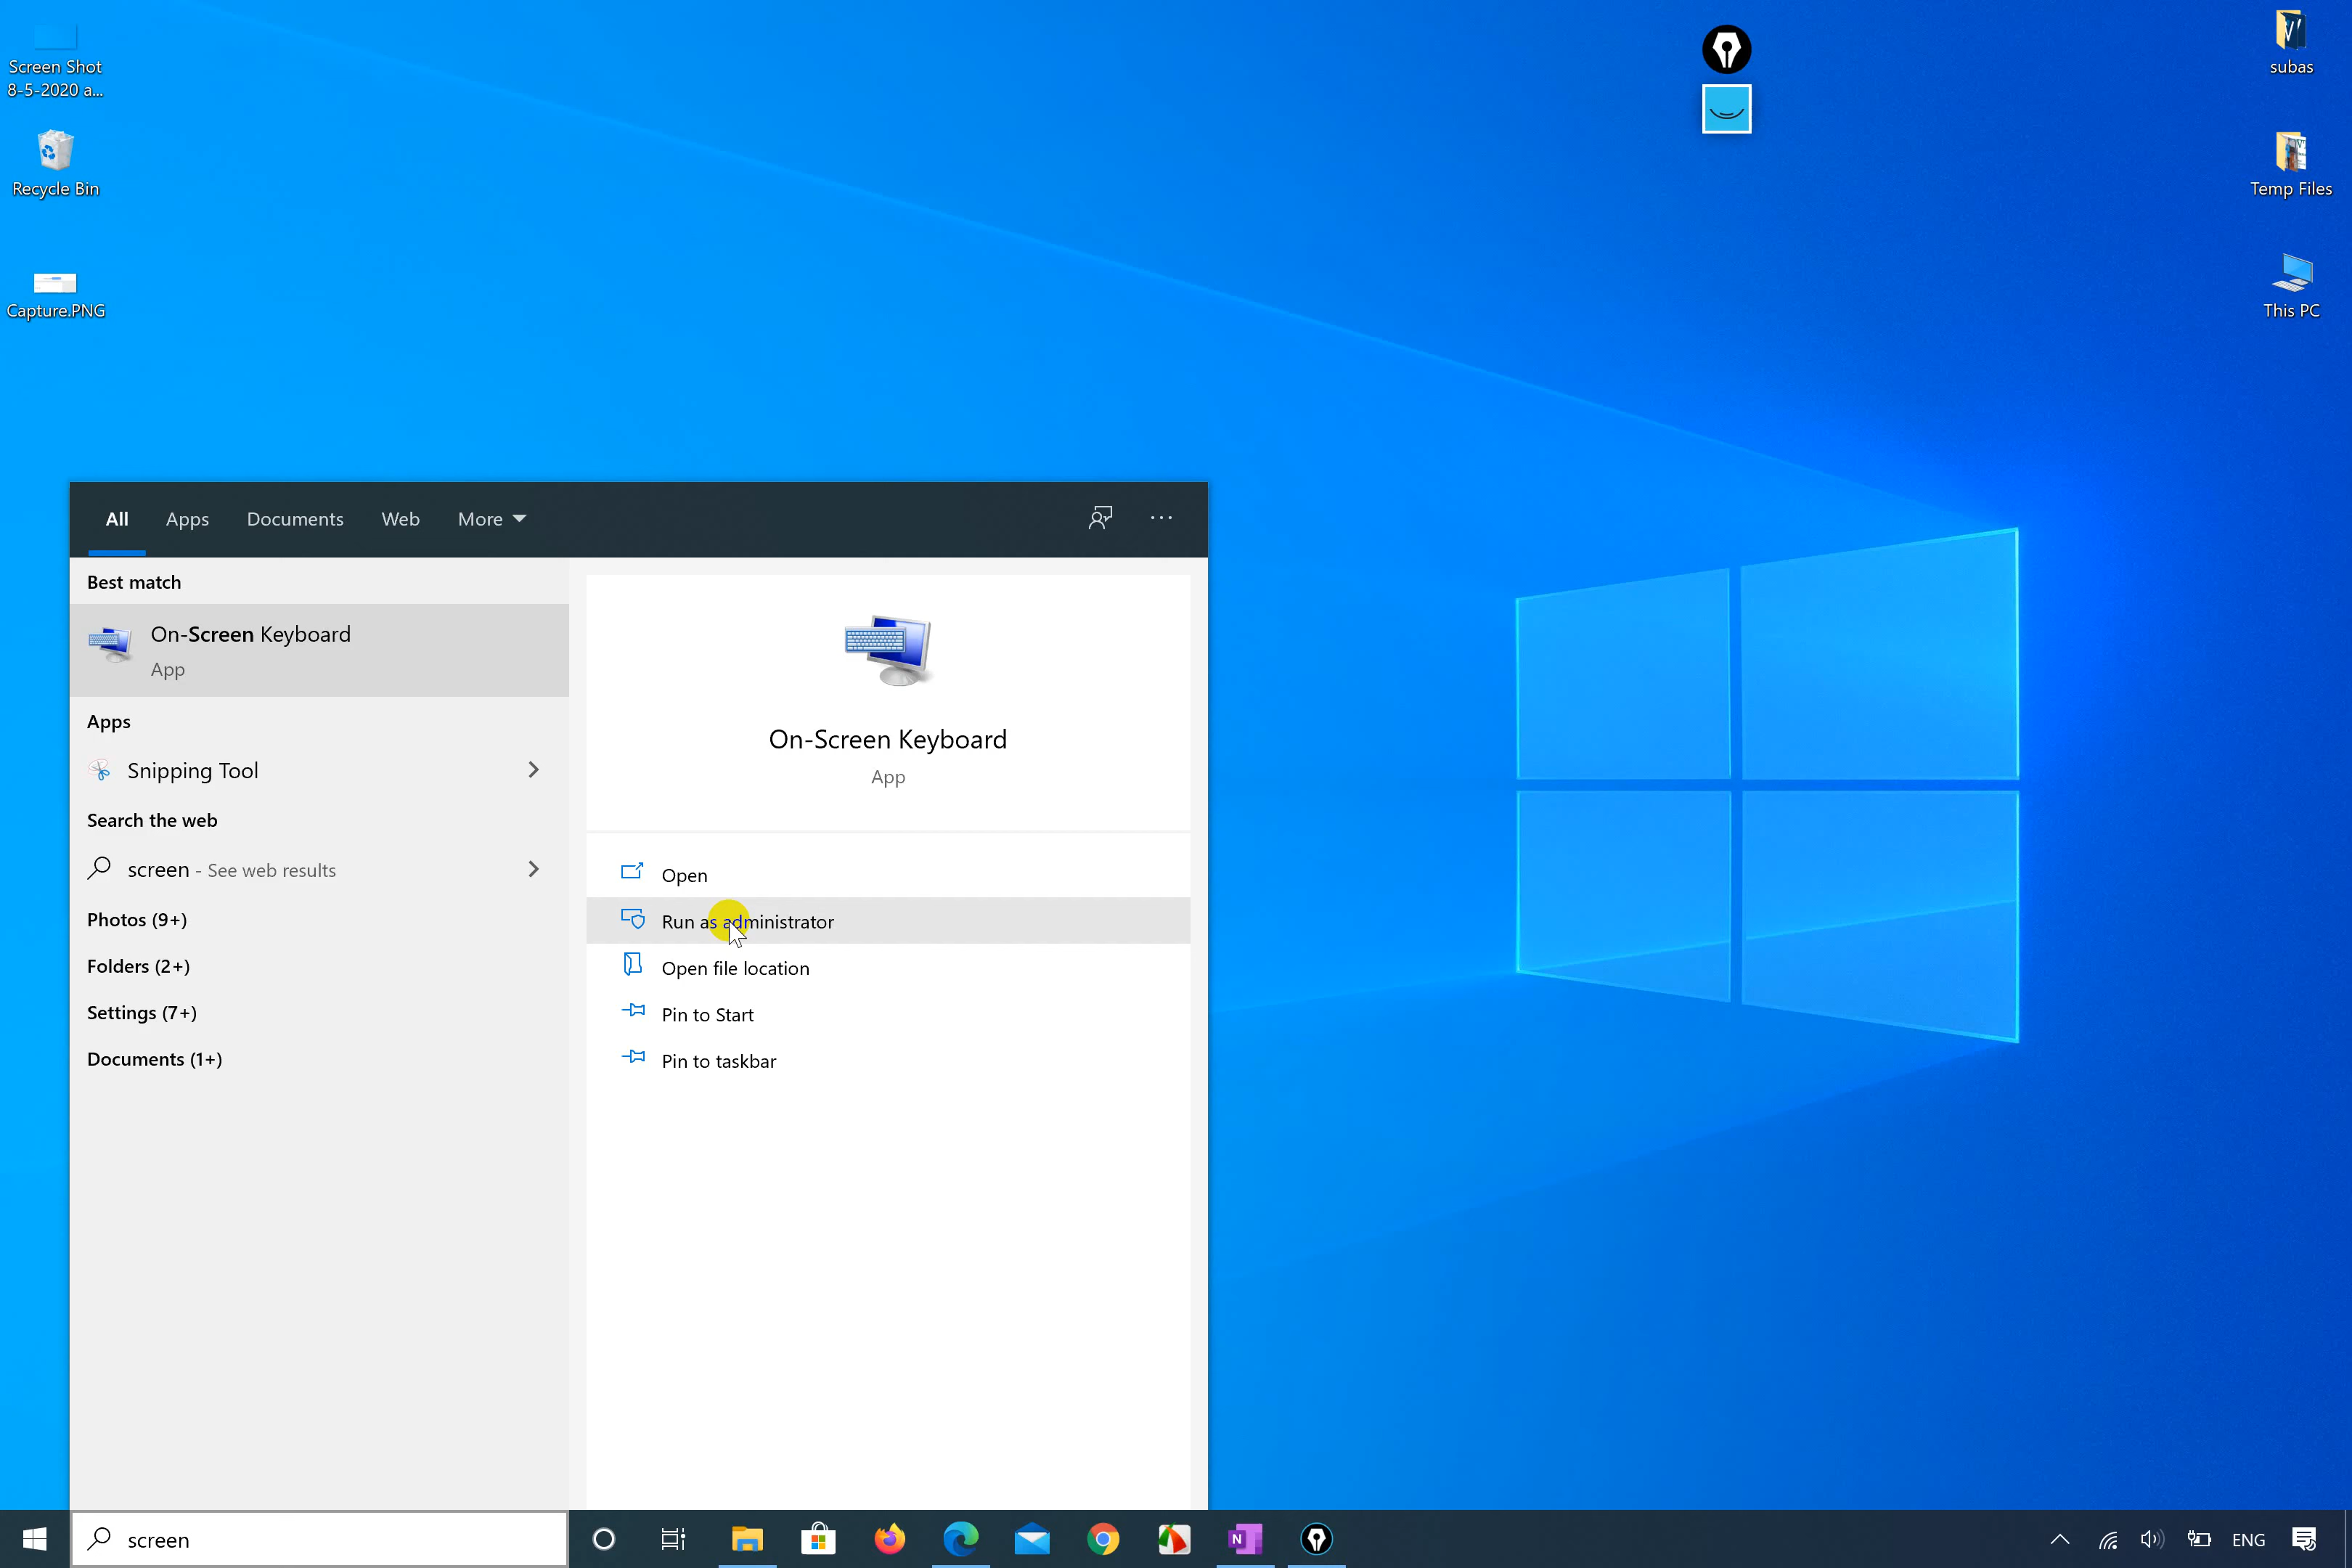 Screen Shot
8-5-2020 a...
Recycle Bin
Capture.PNG
subas
Temp Files
This PC
All Apps Documents Web More
Best match
On-Screen Keyboard
App
Apps
Snipping Tool
Search the web
screen - See web results
Photos (9+)
Folders (2+)
Settings (7+)
Documents (1+)
On-Screen Keyboard
App
Open
Run as administrator
Open file location
Pin to Start
Pin to taskbar
screen
N
ENG